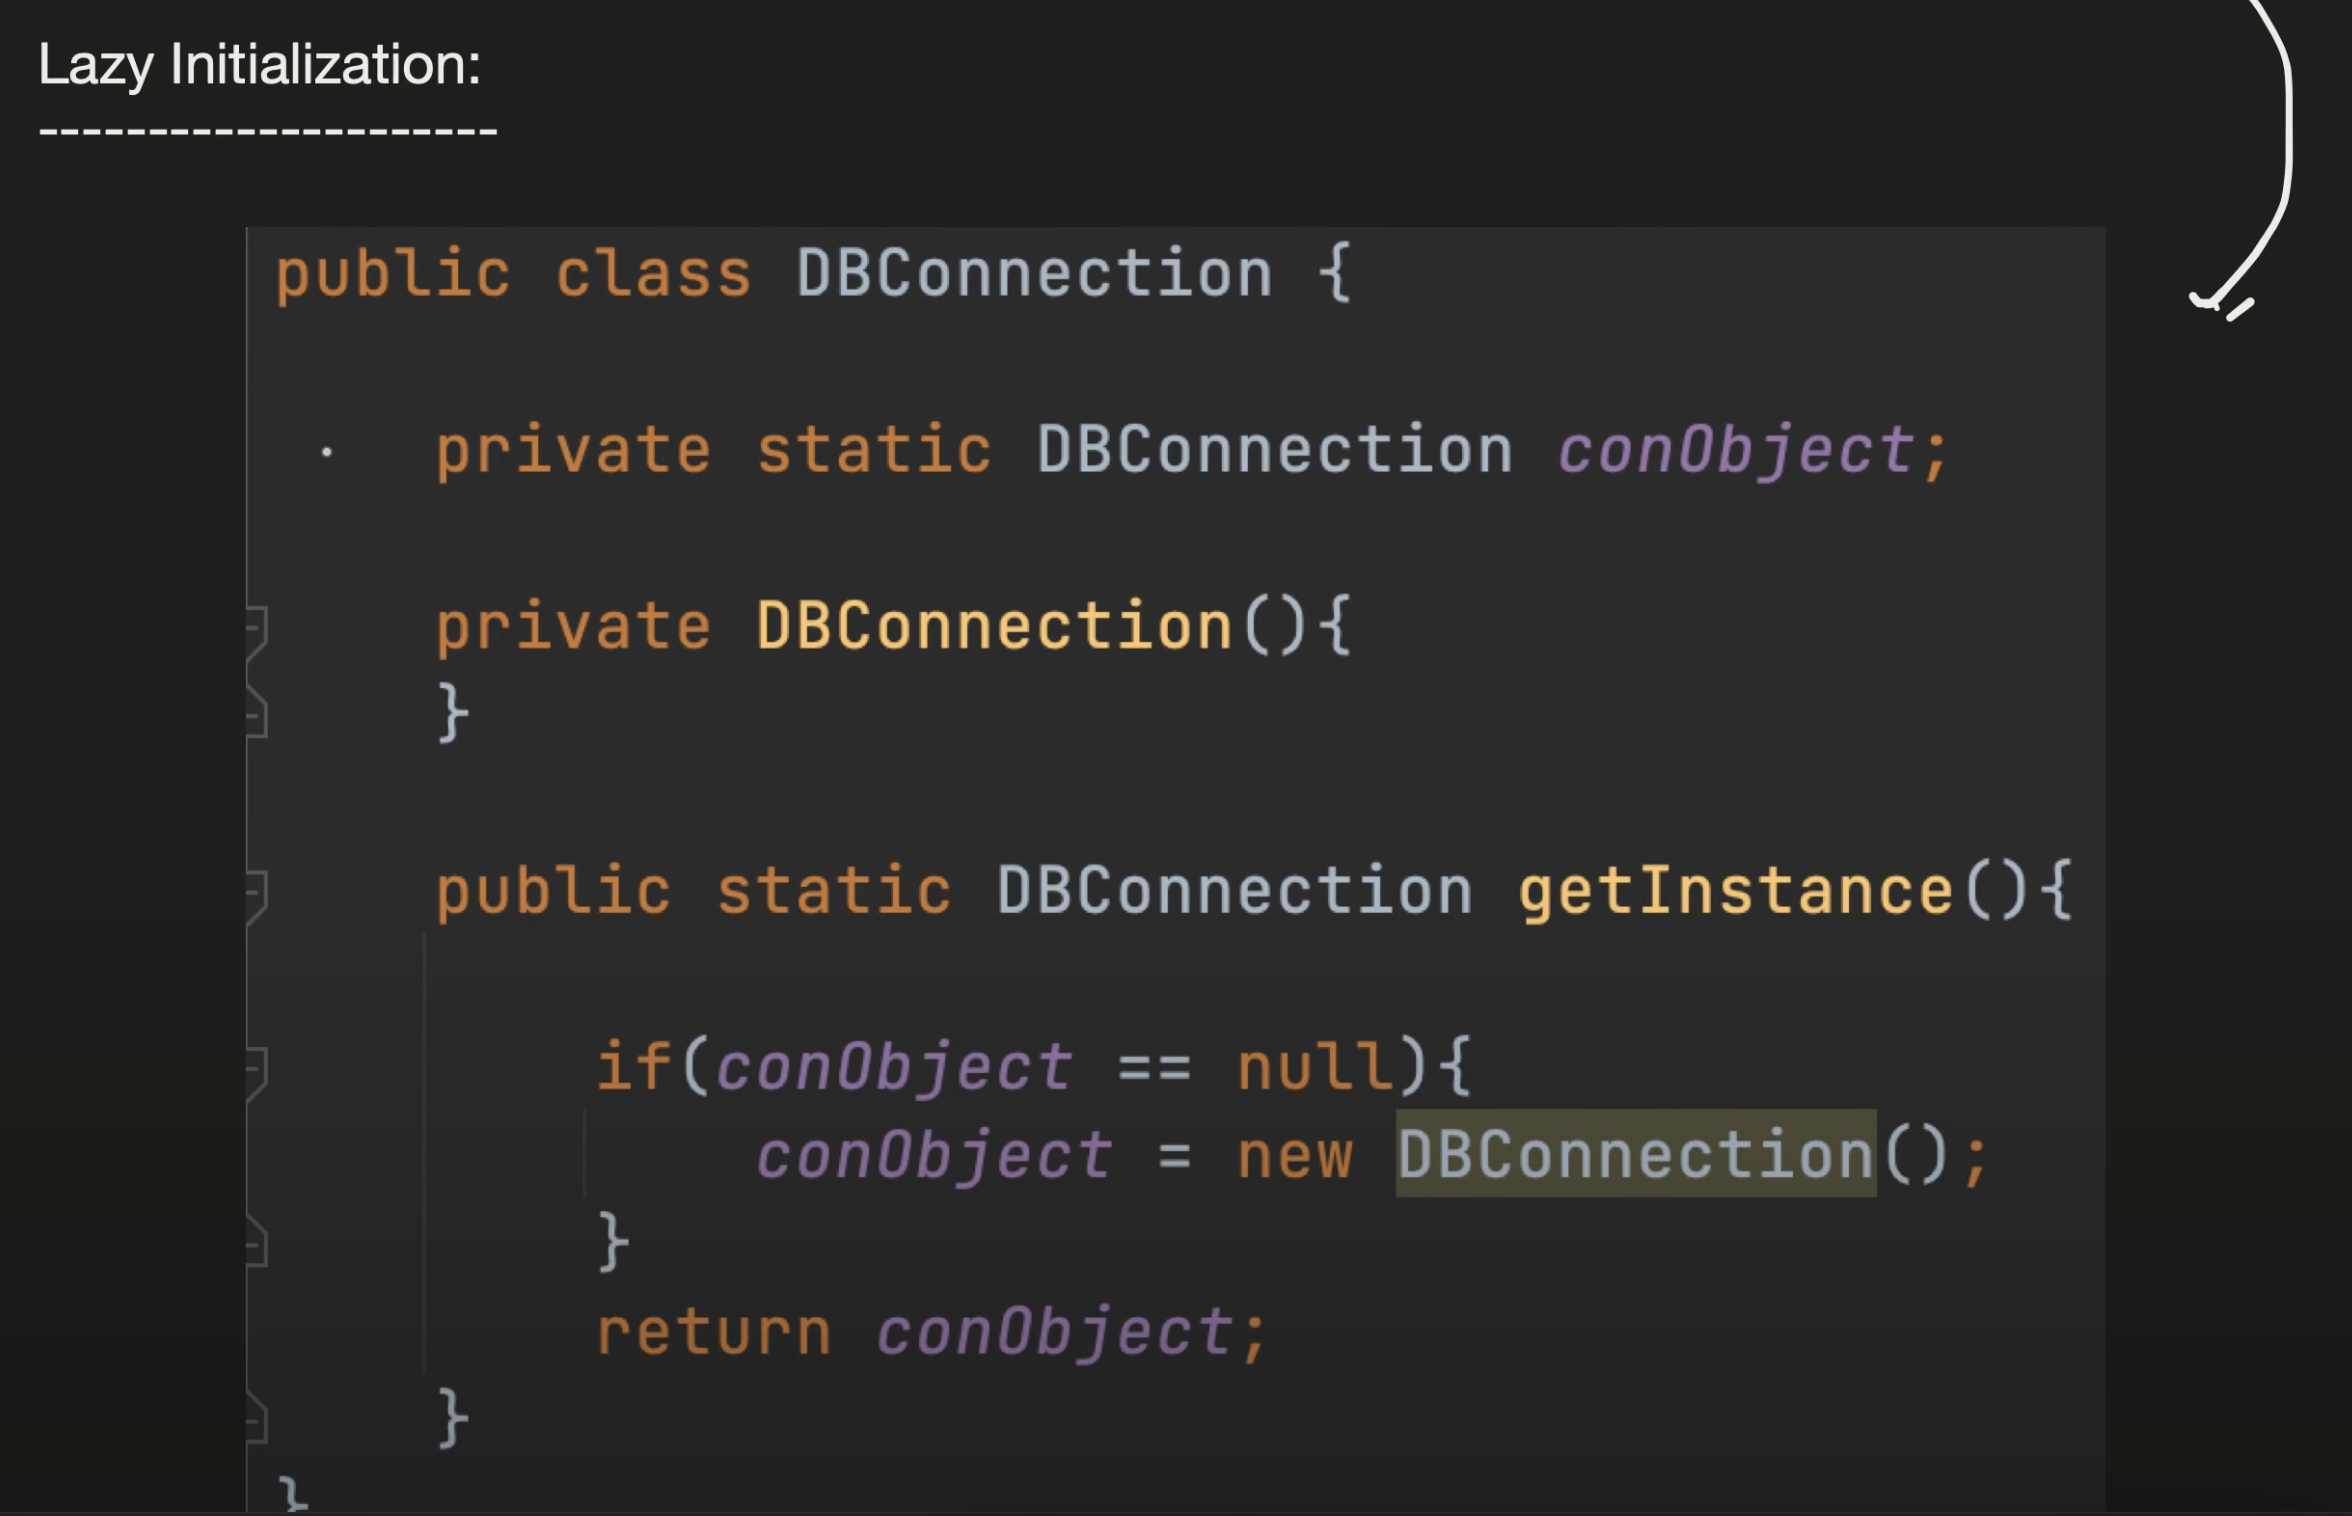 Lazy Initialization:
---------------------
public class DBConnection {
private static DBConnection conObject;
private DBConnection(){
}
public static DBConnection getInstance(){
if(conObject == null){
conObject = new DBConnection();
}
return conObject;
}
}